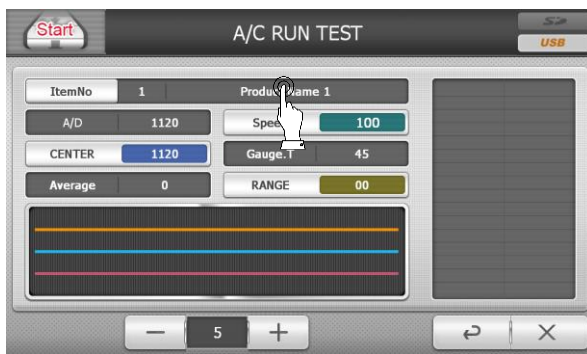 Start
A/C RUN TEST
SD
USB
ItemNo 1 Product Name 1
A/D 1120
CENTER 1120
Average 0
Speed 100
Gauge.T 45
RANGE 00
5